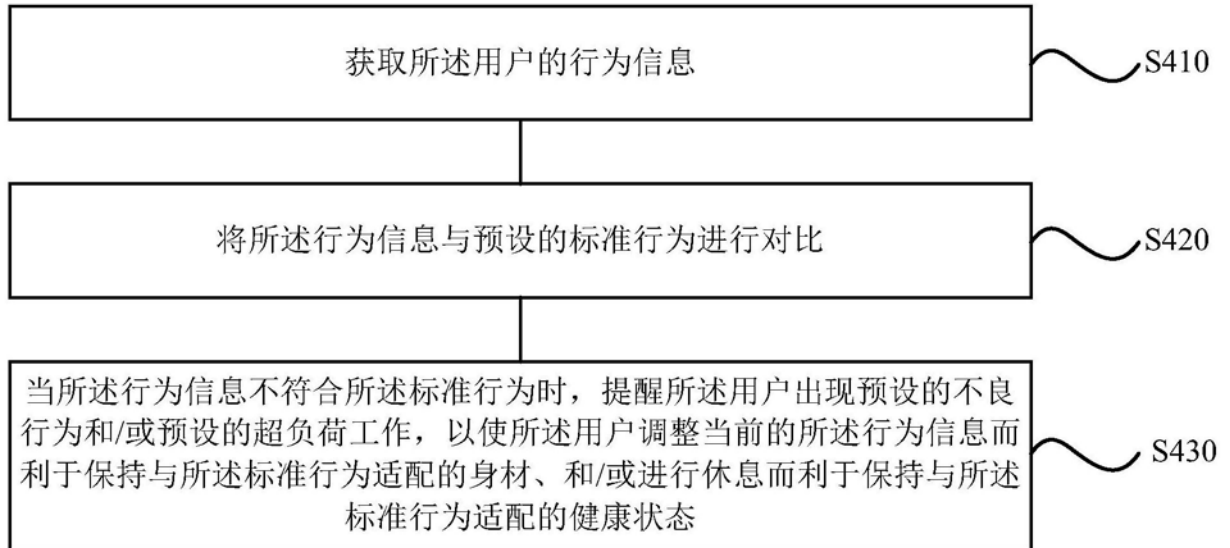 获取所述用户的行为信息
S410
将所述行为信息与预设的标准行为进行对比
S420
当所述行为信息不符合所述标准行为时，提醒所述用户出现预设的不良
行为和/或预设的超负荷工作，以使所述用户调整当前的所述行为信息而
利于保持与所述标准行为适配的身材、和/或进行休息而利于保持与所述
标准行为适配的健康状态
S430